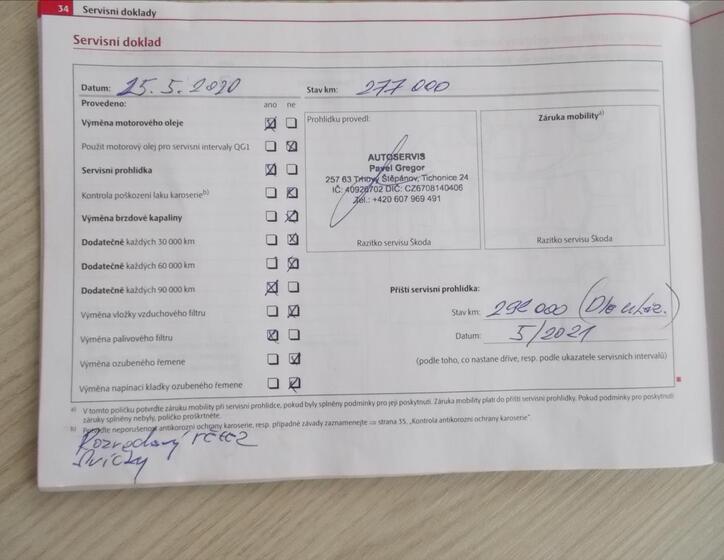 34 Servisní doklady
Servisní doklad
Datum: 25.5.2020 Stav km: 277 000
Provedeno: ano ne
Výměna motorového oleje
Prohlídku provedl:
Záruka mobility a)
Použit motorový olej pro servisní intervaly QG1
Servisní prohlídka
Kontrola poškození laku karoserie b)
Výměna brzdové kapaliny
Dodatečně každých 30 000 km
Dodatečně každých 60 000 km
Dodatečně každých 90 000 km
Výměna vložky vzduchového filtru
Výměna palivového filtru
Výměna ozubeného řemene
Výměna napínací kladky ozubeného řemene
AUTOSERVIS
Pavel Gregor
257 63 Trhový Štěpánov, Tichonice 24
IČ: 40926702 DIČ: CZ6708140406
Tel.: +420 607 969 491
Razítko servisu Škoda
Razítko servisu Škoda
Příští servisní prohlídka:
Stav km: 292 000 (Dle ukaz.)
Datum: 5/2021
(podle toho, co nastane dříve, resp. podle ukazatele servisních intervalů)
a) V tomto políčku potvrďte záruku mobility při servisní prohlídce, pokud byly splněny podmínky pro její poskytnutí. Záruka mobility platí do příští servisní prohlídky. Pokud podmínky pro poskytnutí
záruky splněny nebyly, políčko proškrtněte.
b) Potvrďte neporušenost antikorozní ochrany karoserie, resp. případné závady zaznamenejte ⇒ strana 35, „Kontrola antikorozní ochrany karoserie“.
Rozvodový řetěz
svíčky